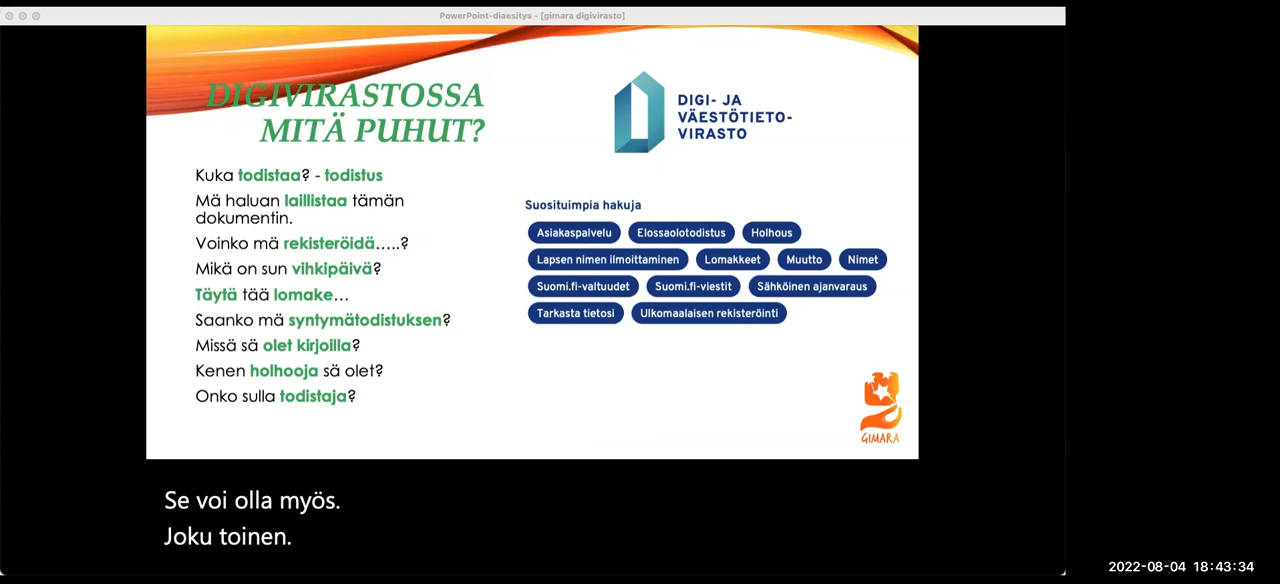 PowerPoint-diaesitys - [gimara digivirasto]
DIGIVIRASTOSSA
MITÄ PUHUT?
DIGI- JA
VÄESTÖTIETO-
VIRASTO
Kuka todistaa? - todistus
Mä haluan laillistaa tämän
dokumentin.
Voinko mä rekisteröidä.....?
Mikä on sun vihkipäivä?
Täytä tää lomake...
Saanko mä syntymätodistuksen?
Missä sä olet kirjoilla?
Kenen holhooja sä olet?
Onko sulla todistaja?
Suosituimpia hakuja
Asiakaspalvelu Elossaolotodistus Holhous
Lapsen nimen ilmoittaminen Lomakkeet Muutto Nimet
Suomi.fi-valtuudet Suomi.fi-viestit Sähköinen ajanvaraus
Tarkasta tietosi Ulkomaalaisen rekisteröinti
GIMARA
Se voi olla myös.
Joku toinen.
2022-08-04 18:43:34